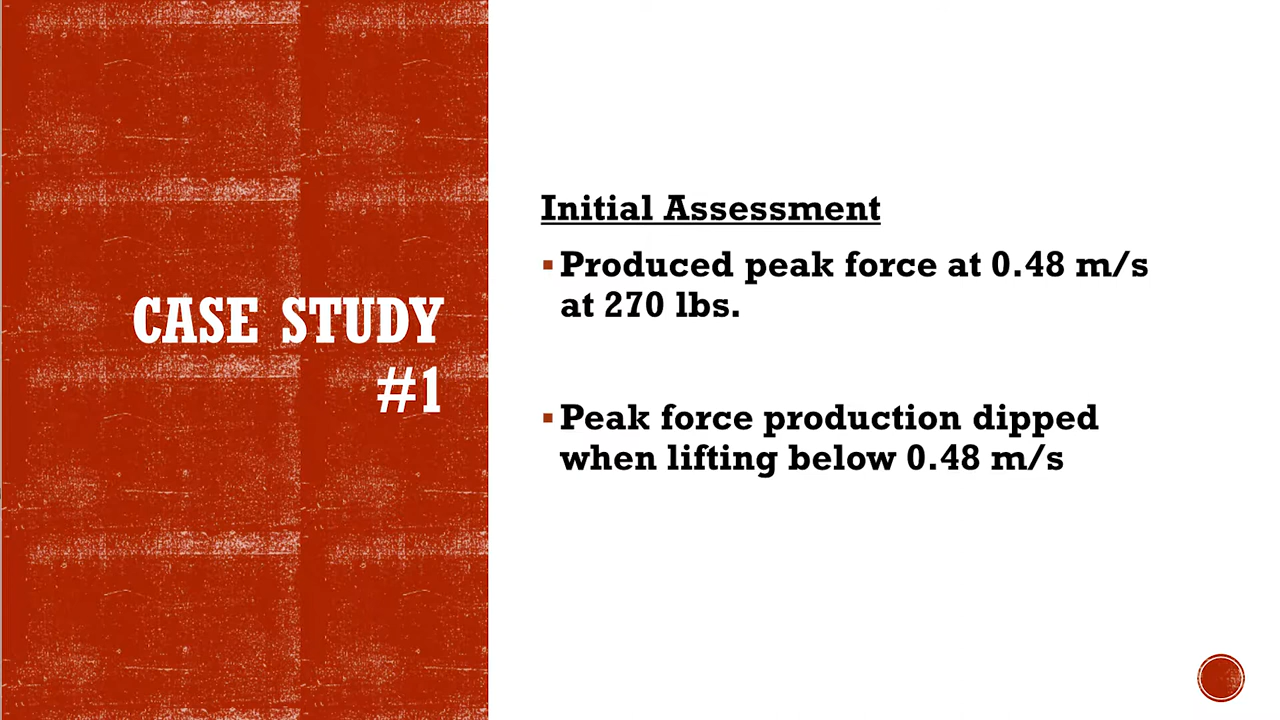 CASE STUDY
#1
Initial Assessment
▪Produced peak force at 0.48 m/s
at 270 lbs.
▪Peak force production dipped
when lifting below 0.48 m/s